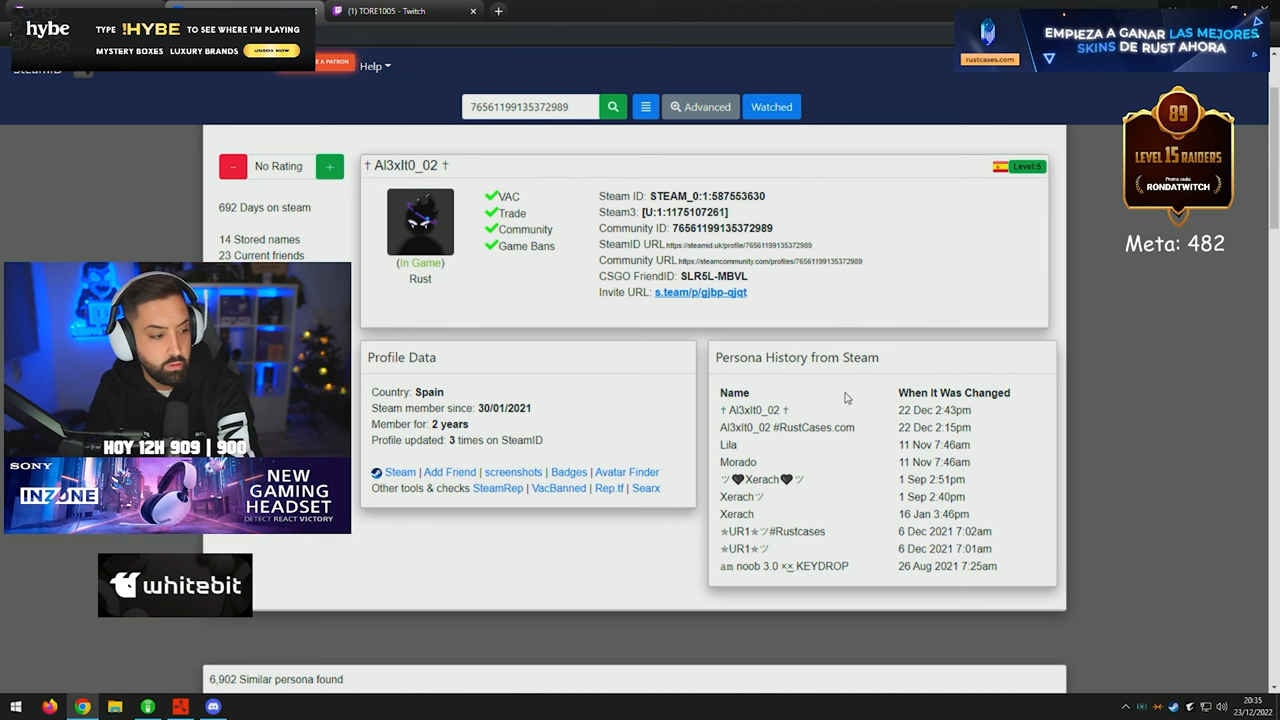 (1) TORE1005 - Twitch
hybe
TYPE !HYBE TO SEE WHERE I'M PLAYING
MYSTERY BOXES LUXURY BRANDS UNBOX NOW
EMPIEZA A GANAR LAS MEJORES
SKINS DE RUST AHORA
rustcases.com
E A PATRON
Help
76561199135372989
Advanced
Watched
89
LEVEL 15 RAIDERS
Promo code:
RONDATWITCH
Meta: 482
- No Rating +
692 Days on steam
14 Stored names
23 Current friends
† Al3xIt0_02 †
Level:5
VAC
Trade
Community
Game Bans
(In Game)
Rust
Steam ID: STEAM_0:1:587553630
Steam3: [U:1:1175107261]
Community ID: 76561199135372989
SteamID URL https://steamid.uk/profile/76561199135372989
Community URL https://steamcommunity.com/profiles/76561199135372989
CSGO FriendID: SLR5L-MBVL
Invite URL: s.team/p/gjbp-qjqt
Profile Data
Country: Spain
Steam member since: 30/01/2021
Member for: 2 years
Profile updated: 3 times on SteamID
Steam | Add Friend | screenshots | Badges | Avatar Finder
Other tools & checks SteamRep | VacBanned | Rep.tf | Searx
Persona History from Steam
Name When It Was Changed
† Al3xIt0_02 † 22 Dec 2:43pm
Al3xIt0_02 #RustCases.com 22 Dec 2:15pm
Lila 11 Nov 7:46am
Morado 11 Nov 7:46am
ツ🖤Xerach🖤ツ 1 Sep 2:51pm
Xerachツ 1 Sep 2:40pm
Xerach 16 Jan 3:46pm
✯UR1✯ツ#Rustcases 6 Dec 2021 7:02am
✯UR1✯ツ 6 Dec 2021 7:01am
am noob 3.0 KEYDROP 26 Aug 2021 7:25am
HOY 12H 909 | 900
SONY
INZONE
NEW
GAMING
HEADSET
DETECT REACT VICTORY
whitebit
6,902 Similar persona found
20:35
23/12/2022